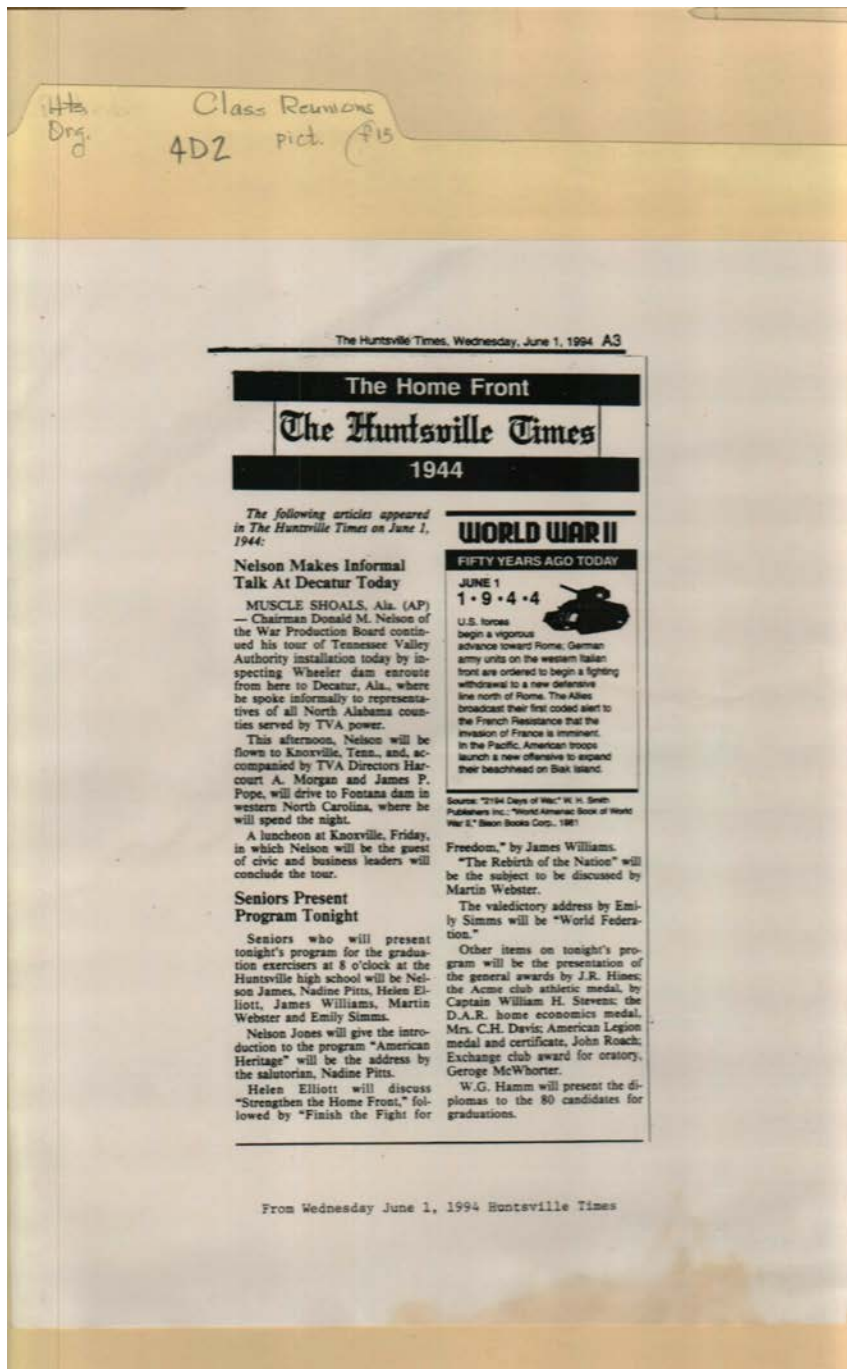 Hts. Class Reunions
Org. 4D2 pict.
The Huntsville Times, Wednesday, June 1, 1994 A3
The Home Front
The Huntsville Times
1944
The following articles appeared
in The Huntsville Times on June 1,
1944:
Nelson Makes Informal
Talk At Decatur Today
MUSCLE SHOALS, Ala. (AP)
— Chairman Donald M. Nelson of
the War Production Board contin-
ued his tour of Tennessee Valley
Authority installation today by in-
specting Wheeler dam enroute
from here to Decatur, Ala., where
he spoke informally to representa-
tives of all North Alabama coun-
ties served by TVA power.
This afternoon, Nelson will be
flown to Knoxville, Tenn., and, ac-
companied by TVA Directors Har-
court A. Morgan and James P.
Pope, will drive to Fontana dam in
western North Carolina, where he
will spend the night.
A luncheon at Knoxville, Friday,
in which Nelson will be the guest
of civic and business leaders will
conclude the tour.
Seniors Present
Program Tonight
Seniors who will present
tonight's program for the gradua-
tion exercisers at 8 o'clock at the
Huntsville high school will be Nel-
son James, Nadine Pitts, Helen El-
liott, James Williams, Martin
Webster and Emily Simms.
Nelson Jones will give the intro-
duction to the program "American
Heritage" will be the address by
the salutorian, Nadine Pitts.
Helen Elliott will discuss
"Strengthen the Home Front," fol-
lowed by "Finish the Fight for
WORLD WAR II
FIFTY YEARS AGO TODAY
JUNE 1
1•9•4•4
U.S. forces
begin a vigorous
advance toward Rome; German
army units on the western Italian
front are ordered to begin a fighting
withdrawal to a new defensive
line north of Rome. The Allies
broadcast their first coded alert to
the French Resistance that the
invasion of France is imminent.
In the Pacific, American troops
launch a new offensive to expand
their beachhead on Biak Island.
Source: "2194 Days of War," W. H. Smith
Publishers Inc.; "World Almanac Book of World
War II," Bison Books Corp., 1981
Freedom," by James Williams.
"The Rebirth of the Nation" will
be the subject to be discussed by
Martin Webster.
The valedictory address by Emi-
ly Simms will be "World Federa-
tion."
Other items on tonight's pro-
gram will be the presentation of
the general awards by J.R. Hines;
the Acme club athletic medal, by
Captain William H. Stevens; the
D.A.R. home economics medal,
Mrs. C.H. Davis; American Legion
medal and certificate, John Roach;
Exchange club award for oratory,
Geroge McWhorter.
W.G. Hamm will present the di-
plomas to the 80 candidates for
graduations.
From Wednesday June 1, 1994 Huntsville Times